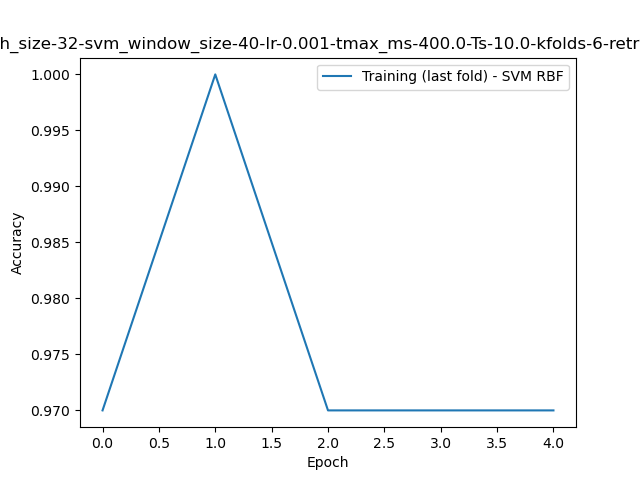 h_size-32-svm_window_size-40-lr-0.001-tmax_ms-400.0-Ts-10.0-kfolds-6-retr
Training (last fold) - SVM RBF
1.000
0.995
0.990
0.985
0.980
0.975
0.970
Accuracy
0.0 0.5 1.0 1.5 2.0 2.5 3.0 3.5 4.0
Epoch